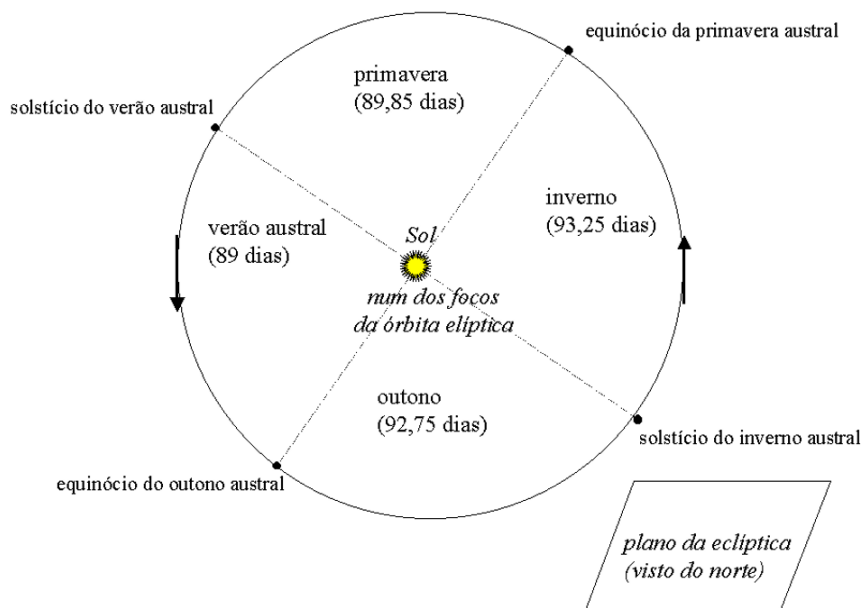 equinócio da primavera austral
primavera
(89,85 dias)
solstício do verão austral
inverno
(93,25 dias)
verão austral
(89 dias)
Sol
num dos focos
da órbita elíptica
outono
(92,75 dias)
solstício do inverno austral
equinócio do outono austral
plano da eclíptica
(visto do norte)